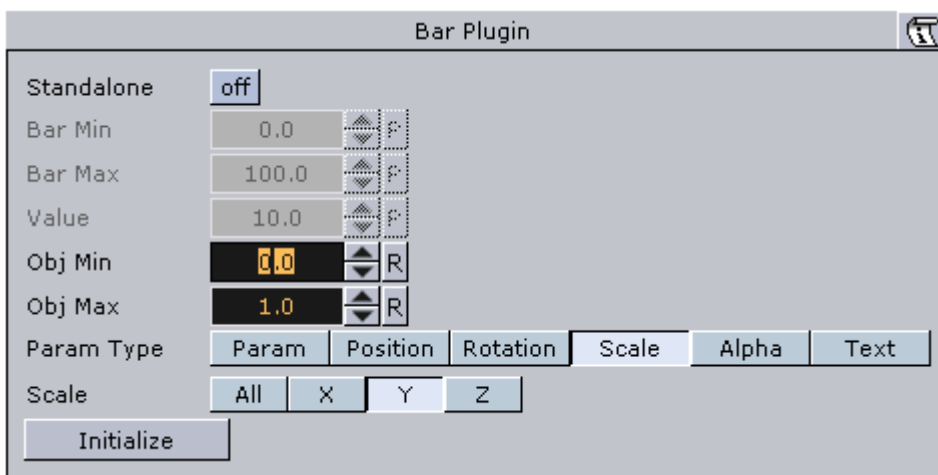 Bar Plugin
Standalone off
Bar Min 0.0
Bar Max 100.0
Value 10.0
Obj Min 0.0 R
Obj Max 1.0 R
Param Type Param Position Rotation Scale Alpha Text
Scale All X Y Z
Initialize